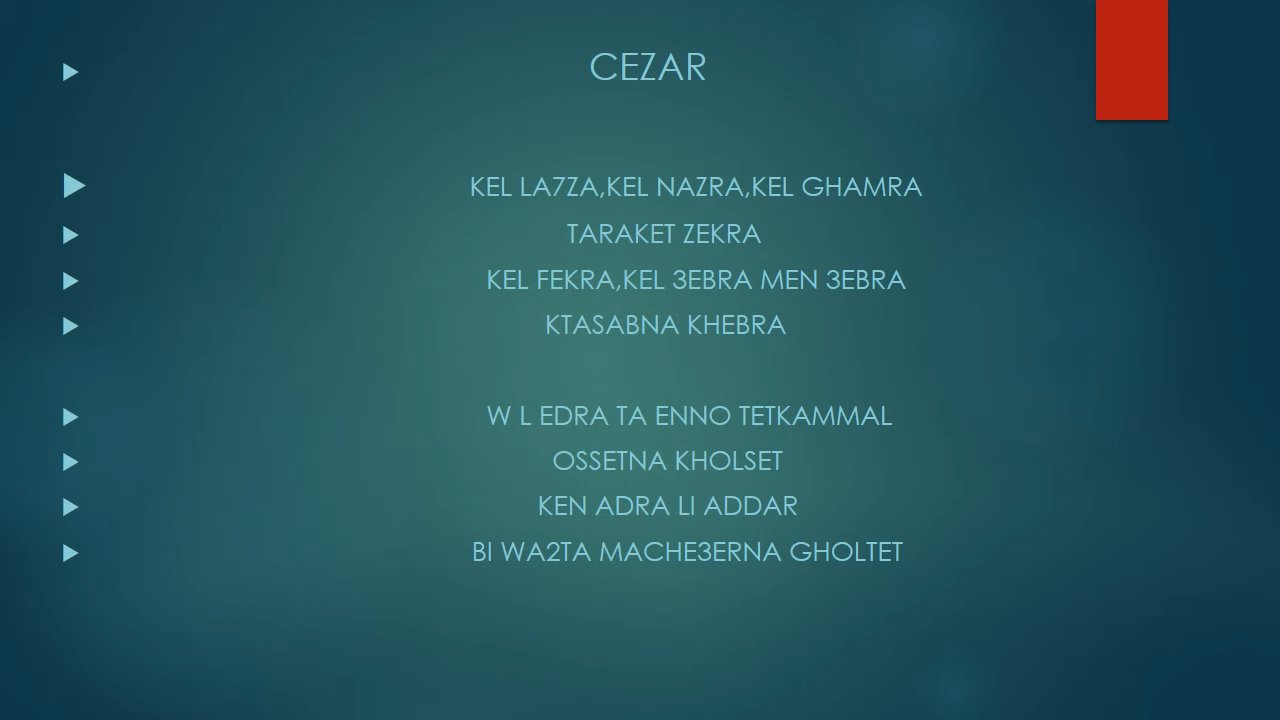 CEZAR
KEL LA7ZA,KEL NAZRA,KEL GHAMRA
TARAKET ZEKRA
KEL FEKRA,KEL 3EBRA MEN 3EBRA
KTASABNA KHEBRA
W L EDRA TA ENNO TETKAMMAL
OSSETNA KHOLSET
KEN ADRA LI ADDAR
BI WA2TA MACHE3ERNA GHOLTET